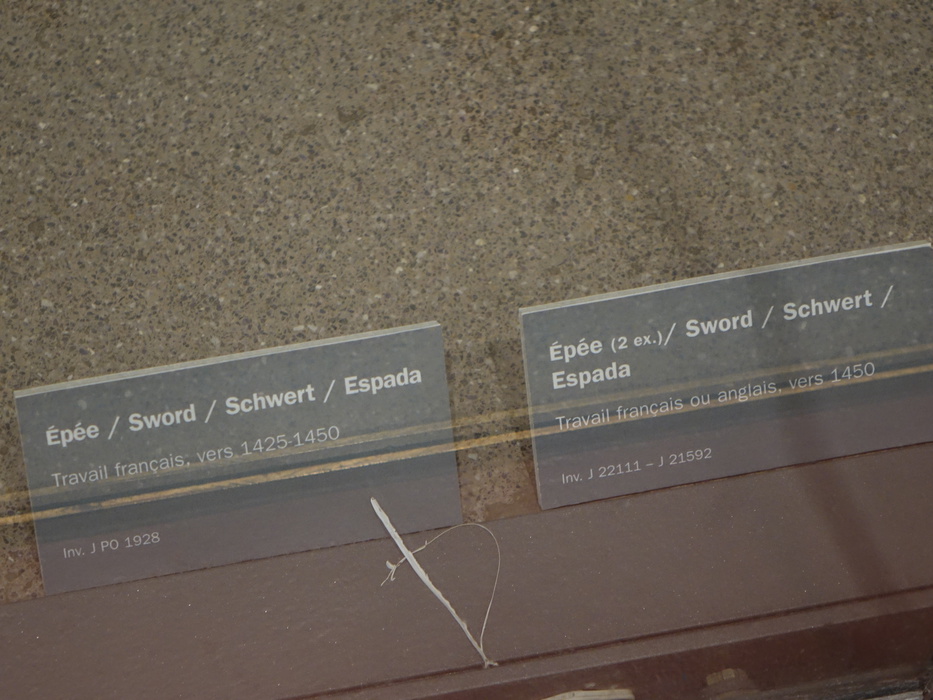 Épée / Sword / Schwert / Espada
Travail français, vers 1425-1450
Inv. J PO 1928
Épée (2 ex.)/ Sword / Schwert /
Espada
Travail français ou anglais, vers 1450
Inv. J 22111 – J 21592